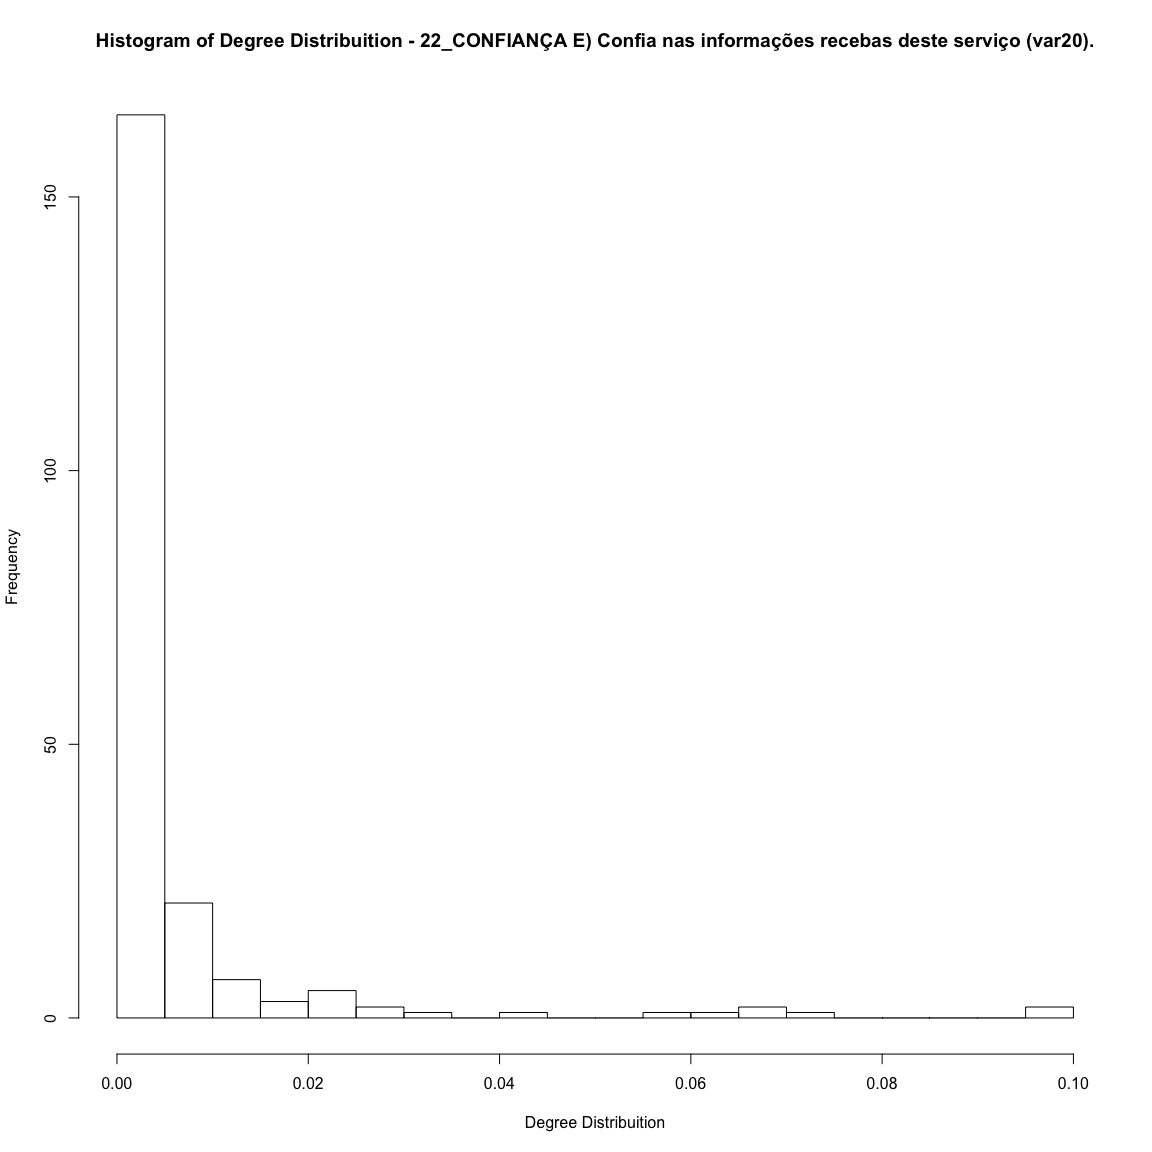 Histogram of Degree Distribuition - 22_CONFIANÇA E) Confia nas informações recebas deste serviço (var20).
150
100
50
0
Frequency
0.00 0.02 0.04 0.06 0.08 0.10
Degree Distribuition